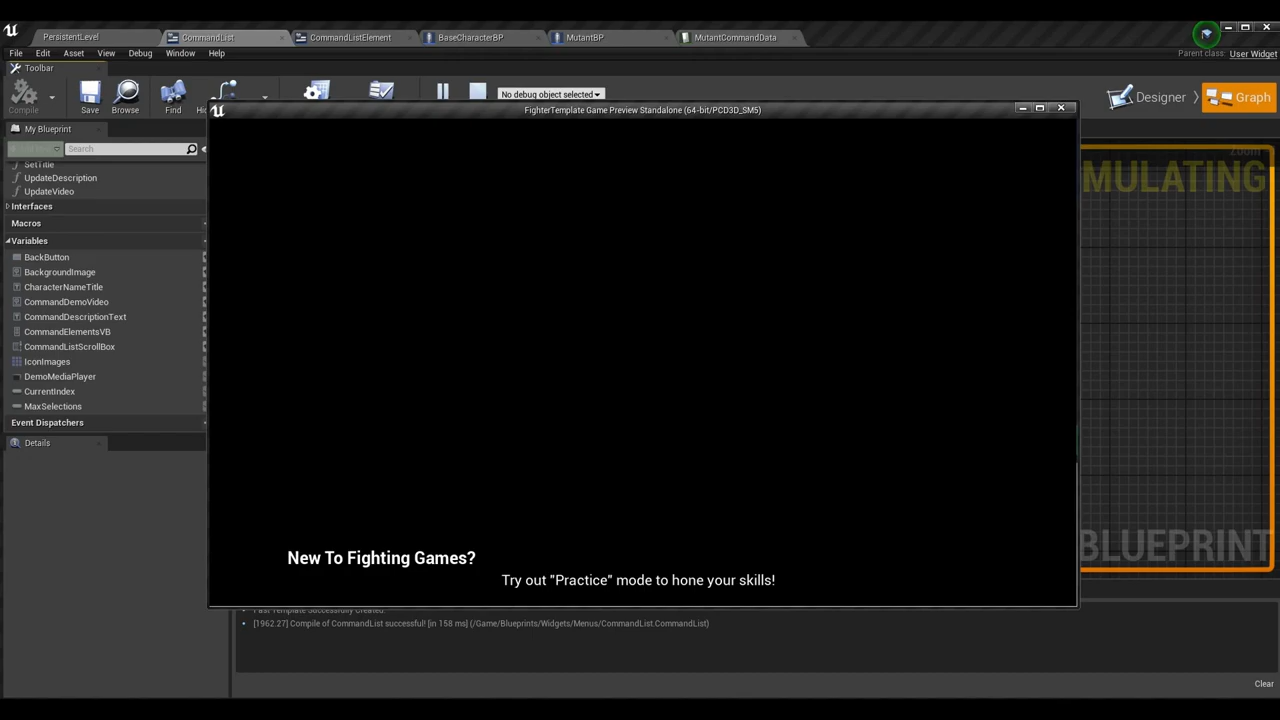 PersistentLevel
CommandList
CommandListElement
BaseCharacterBP
MutantBP
MutantCommandData
File Edit Asset View Debug Window Help
Parent class: User Widget
Toolbar
Compile
Save
Browse
Find
No debug object selected
Designer
Graph
FighterTemplate Game Preview Standalone (64-bit/PCD3D_SM5)
My Blueprint
Search
SetTitle
UpdateDescription
UpdateVideo
Interfaces
Macros
Variables
BackButton
BackgroundImage
CharacterNameTitle
CommandDemoVideo
CommandDescriptionText
CommandElementsVB
CommandListScrollBox
IconImages
DemoMediaPlayer
CurrentIndex
MaxSelections
Event Dispatchers
Details
MULATING
BLUEPRINT
New To Fighting Games?
Try out "Practice" mode to hone your skills!
Fast Template Successfully Created.
[1962.27] Compile of CommandList successful! [in 158 ms] (/Game/Blueprints/Widgets/Menus/CommandList.CommandList)
Clear